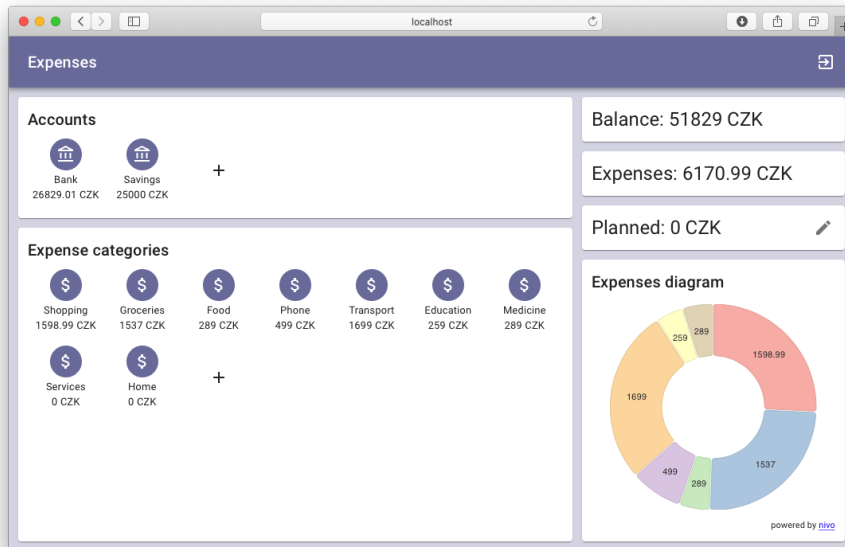 localhost
Expenses
Accounts
Bank
26829.01 CZK
Savings
25000 CZK
+
Balance: 51829 CZK
Expenses: 6170.99 CZK
Planned: 0 CZK
Expense categories
$
Shopping
1598.99 CZK
$
Groceries
1537 CZK
$
Food
289 CZK
$
Phone
499 CZK
$
Transport
1699 CZK
$
Education
259 CZK
$
Medicine
289 CZK
$
Services
0 CZK
$
Home
0 CZK
+
Expenses diagram
289
259
1598.99
1699
499
289
1537
powered by nivo